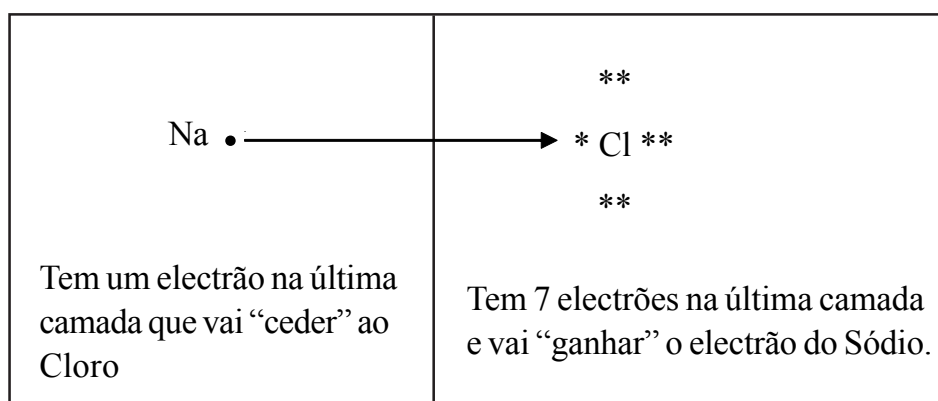 **
Na • * Cl **
**
Tem um electrão na última
camada que vai “ceder” ao
Cloro
Tem 7 electrões na última camada
e vai “ganhar” o electrão do Sódio.